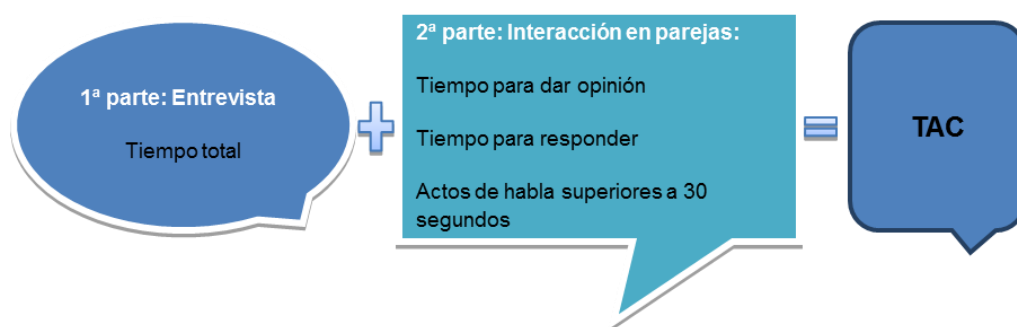 1ª parte: Entrevista
Tiempo total
2ª parte: Interacción en parejas:
Tiempo para dar opinión
Tiempo para responder
Actos de habla superiores a 30
segundos
TAC